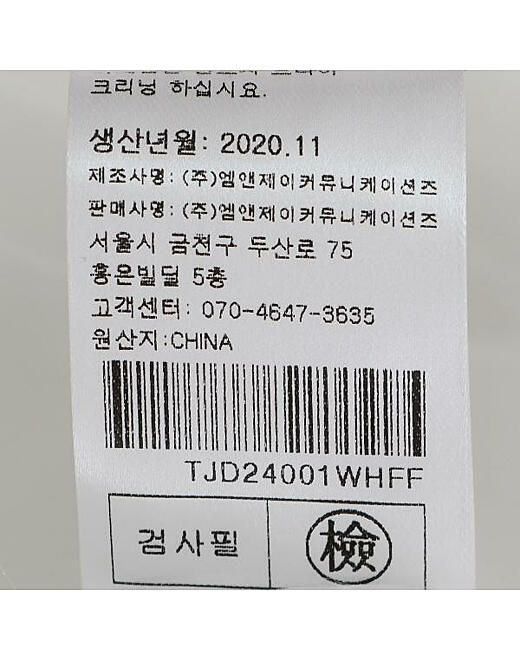 크리닝 하십시요.
생산년월: 2020.11
제조사명: (주)엠앤제이커뮤니케이션즈
판매사명: (주)엠앤제이커뮤니케이션즈
서울시 금천구 두산로 75
홍은빌딜 5층
고객센터: 070-4647-3635
원산지:CHINA
TJD24001WHFF
검사필 檢